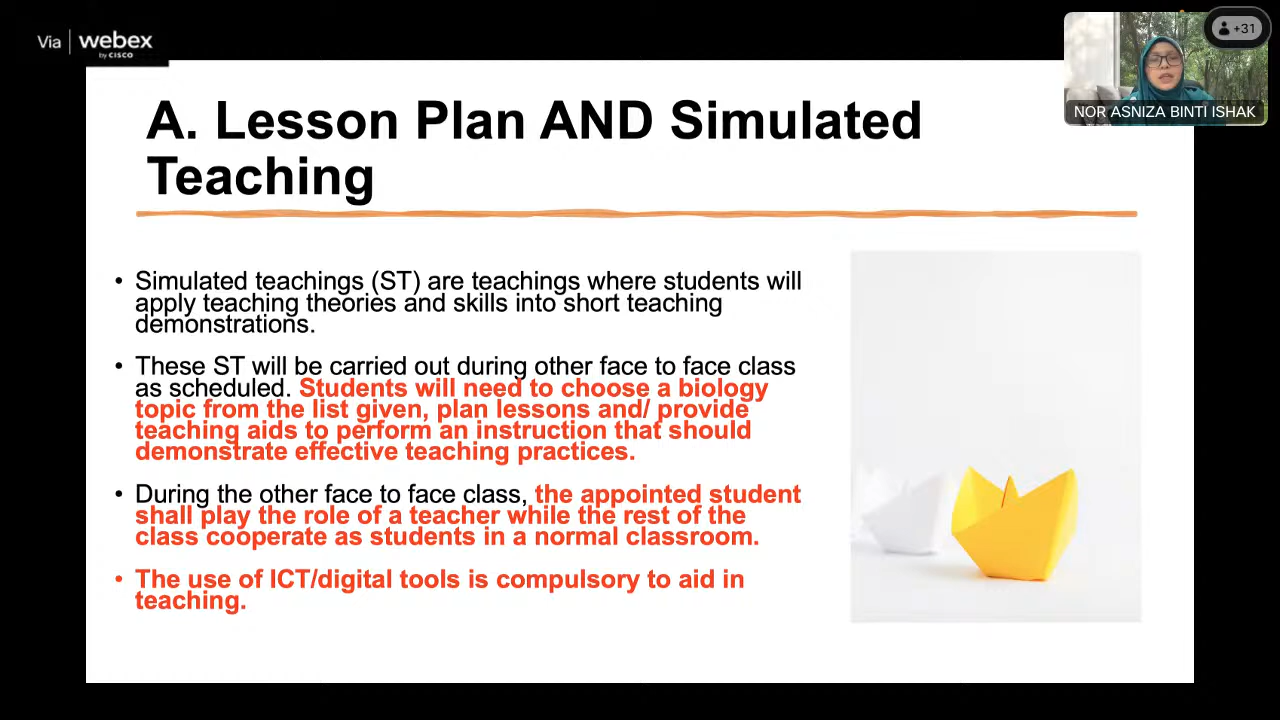 Via webex
by CISCO
+31
NOR ASNIZA BINTI ISHAK
A. Lesson Plan AND Simulated
Teaching
• Simulated teachings (ST) are teachings where students will
apply teaching theories and skills into short teaching
demonstrations.
• These ST will be carried out during other face to face class
as scheduled. Students will need to choose a biology
topic from the list given, plan lessons and/ provide
teaching aids to perform an instruction that should
demonstrate effective teaching practices.
• During the other face to face class, the appointed student
shall play the role of a teacher while the rest of the
class cooperate as students in a normal classroom.
• The use of ICT/digital tools is compulsory to aid in
teaching.